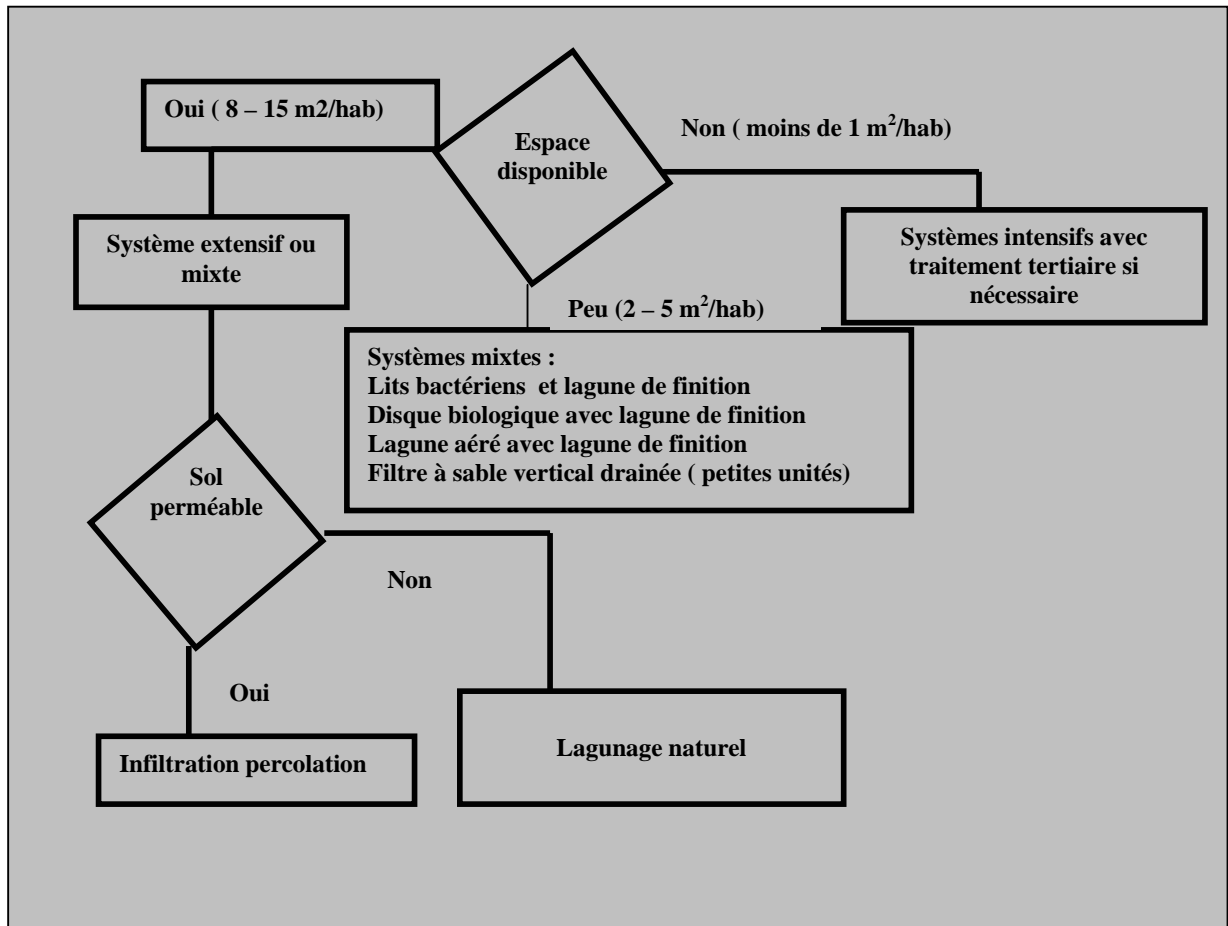 Oui ( 8 – 15 m2/hab)
Espace
disponible
Non ( moins de 1 m²/hab)
Système extensif ou
mixte
Systèmes intensifs avec
traitement tertiaire si
nécessaire
Peu (2 – 5 m²/hab)
Systèmes mixtes :
Lits bactériens et lagune de finition
Disque biologique avec lagune de finition
Lagune aéré avec lagune de finition
Filtre à sable vertical drainée ( petites unités)
Sol
perméable
Non
Oui
Infiltration percolation
Lagunage naturel